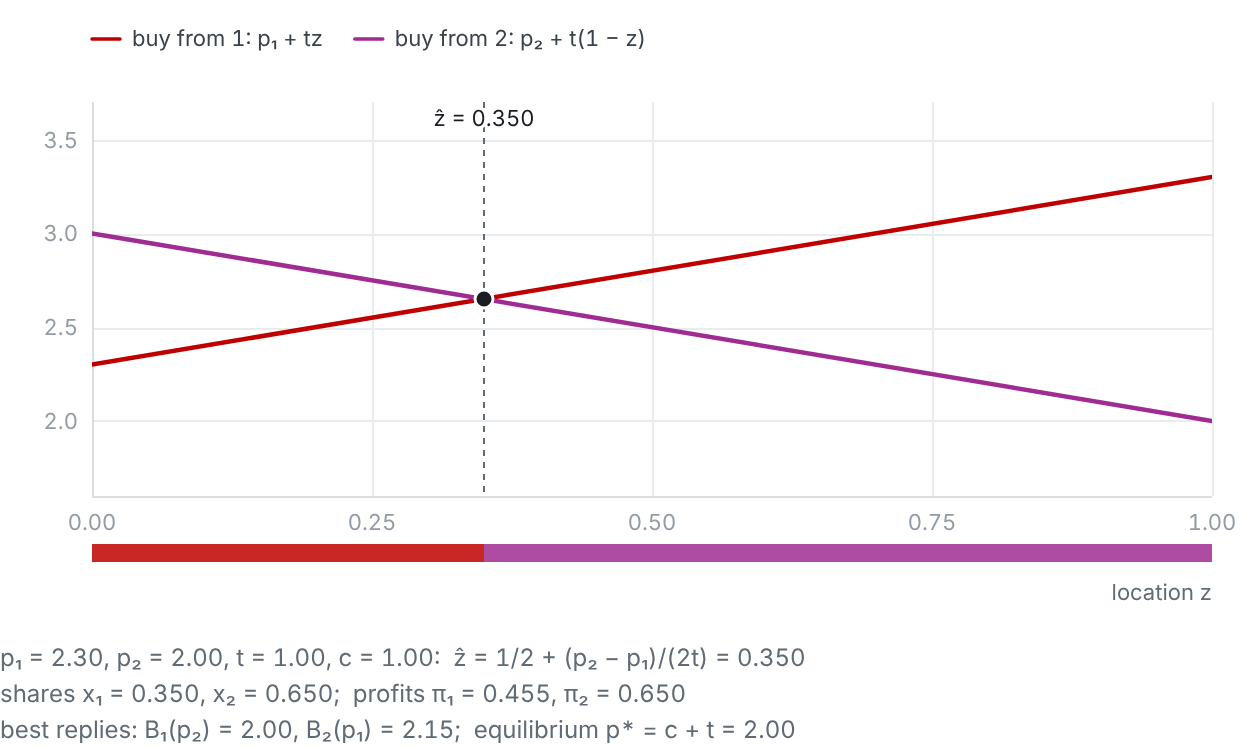 buy from 1: p₁ + tz buy from 2: p₂ + t(1 − z)
ẑ = 0.350
3.5
3.0
2.5
2.0
0.00 0.25 0.50 0.75 1.00
location z
p₁ = 2.30, p₂ = 2.00, t = 1.00, c = 1.00: ẑ = 1/2 + (p₂ − p₁)/(2t) = 0.350
shares x₁ = 0.350, x₂ = 0.650; profits π₁ = 0.455, π₂ = 0.650
best replies: B₁(p₂) = 2.00, B₂(p₁) = 2.15; equilibrium p* = c + t = 2.00